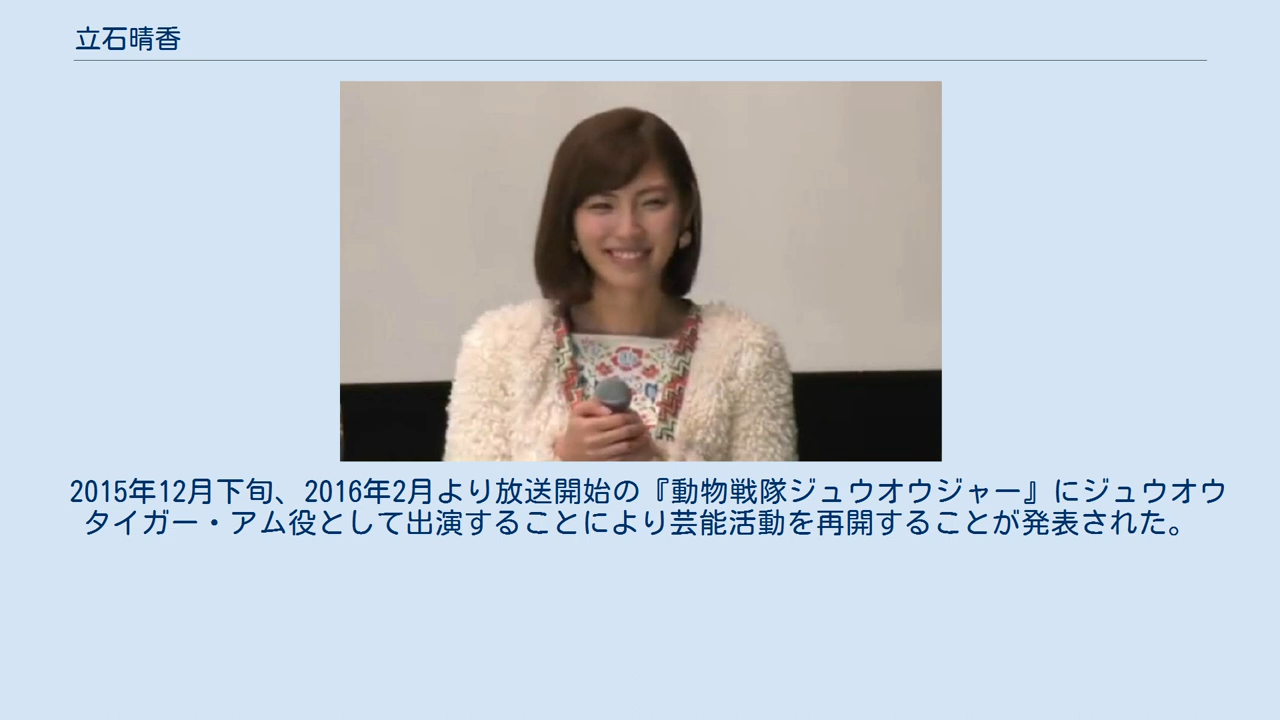 立石晴香
2015年12月下旬、2016年2月より放送開始の『動物戦隊ジュウオウジャー』にジュウオウ
タイガー・アム役として出演することにより芸能活動を再開することが発表された。